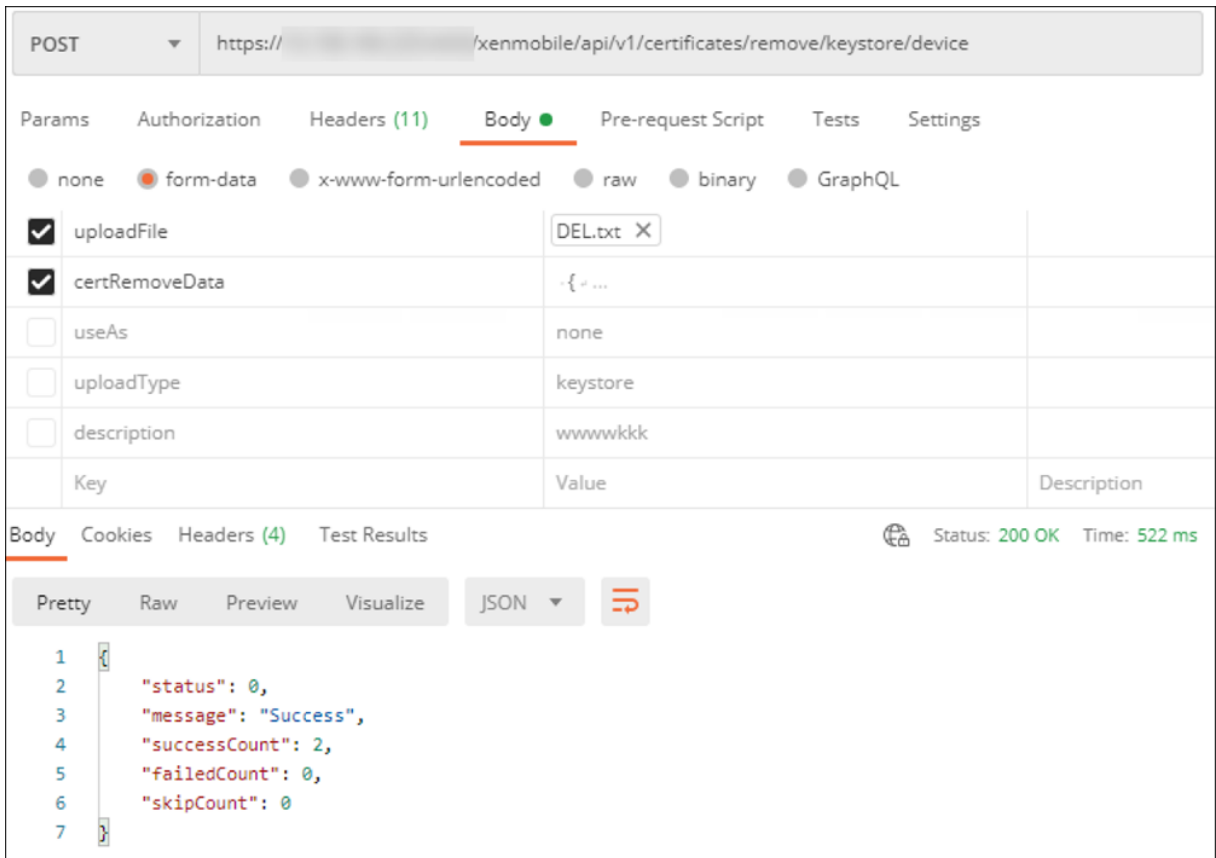 POST https:// /xenmobile/api/v1/certificates/remove/keystore/device
Params Authorization Headers (11) Body Pre-request Script Tests Settings
none form-data x-www-form-urlencoded raw binary GraphQL
uploadFile DEL.txt
certRemoveData { ...
useAs none
uploadType keystore
description wwwwkkk
Key Value Description
Body Cookies Headers (4) Test Results Status: 200 OK Time: 522 ms
Pretty Raw Preview Visualize JSON
1 {
2 "status": 0,
3 "message": "Success",
4 "successCount": 2,
5 "failedCount": 0,
6 "skipCount": 0
7 }